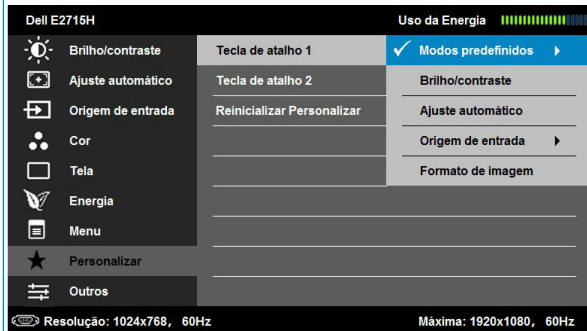 Dell E2715H Uso da Energia
Brilho/contraste Tecla de atalho 1 Modos predefinidos
Ajuste automático Tecla de atalho 2 Brilho/contraste
Origem de entrada Reinicializar Personalizar Ajuste automático
Cor Origem de entrada
Tela Formato de imagem
Energia
Menu
Personalizar
Outros
Resolução: 1024x768, 60Hz Máxima: 1920x1080, 60Hz